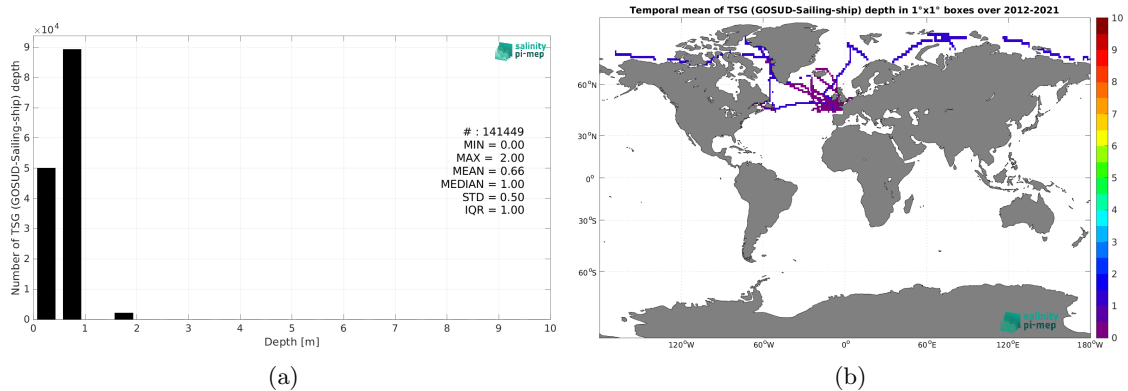 ×10⁴
9
8
7
6
5
4
3
2
1
0
Number of TSG (GOSUD-Sailing-ship) depth
salinity
pi-mep
# : 141449
MIN = 0.00
MAX = 2.00
MEAN = 0.66
MEDIAN = 1.00
STD = 0.50
IQR = 1.00
0 1 2 3 4 5 6 7 8 9 10
Depth [m]
(a)
Temporal mean of TSG (GOSUD-Sailing-ship) depth in 1°x1° boxes over 2012-2021
60°N
30°N
0°
30°S
60°S
120°W 60°W 0° 60°E 120°E 180°W
salinity
pi-mep
10
9
8
7
6
5
4
3
2
1
0
(b)